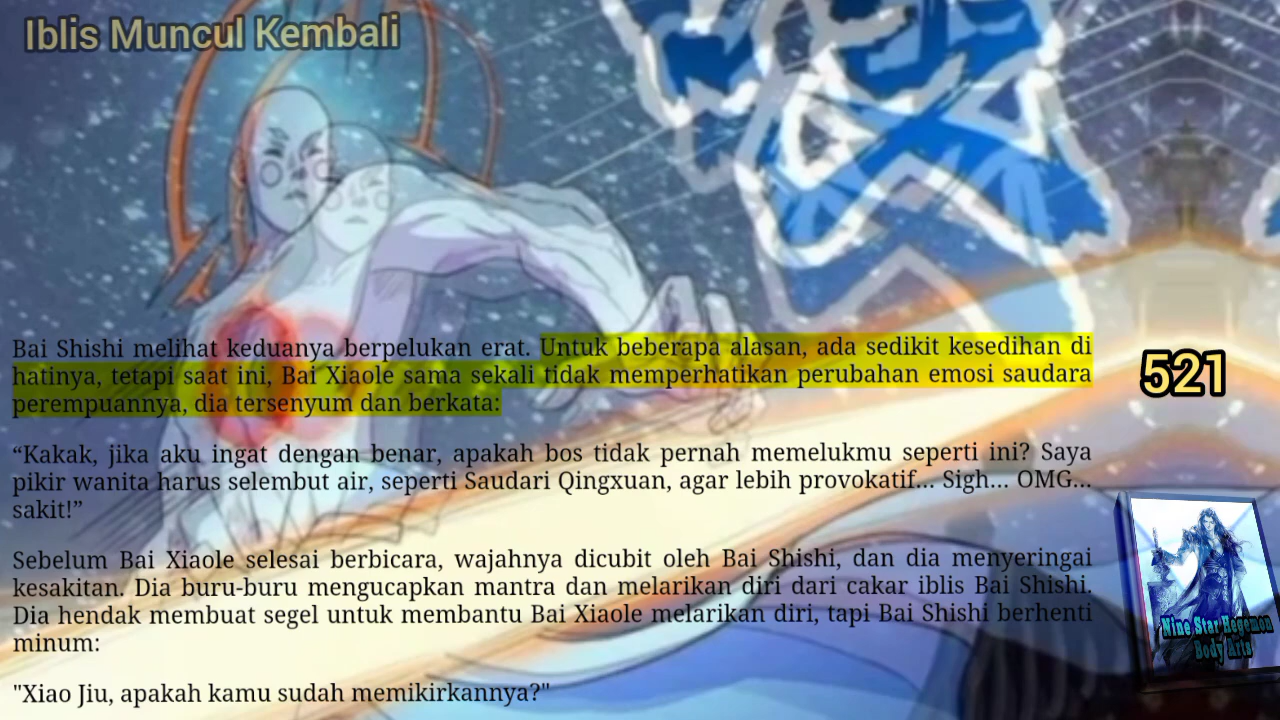 Iblis Muncul Kembali
Bai Shishi melihat keduanya berpelukan erat. Untuk beberapa alasan, ada sedikit kesedihan di
hatinya, tetapi saat ini, Bai Xiaole sama sekali tidak memperhatikan perubahan emosi saudara
perempuannya, dia tersenyum dan berkata:
“Kakak, jika aku ingat dengan benar, apakah bos tidak pernah memelukmu seperti ini? Saya
pikir wanita harus selembut air, seperti Saudari Qingxuan, agar lebih provokatif... Sigh... OMG...
sakit!”
Sebelum Bai Xiaole selesai berbicara, wajahnya dicubit oleh Bai Shishi, dan dia menyeringai
kesakitan. Dia buru-buru mengucapkan mantra dan melarikan diri dari cakar iblis Bai Shishi.
Dia hendak membuat segel untuk membantu Bai Xiaole melarikan diri, tapi Bai Shishi berhenti
minum:
"Xiao Jiu, apakah kamu sudah memikirkannya?"
521
Nine Star Hegemon
Body Arts